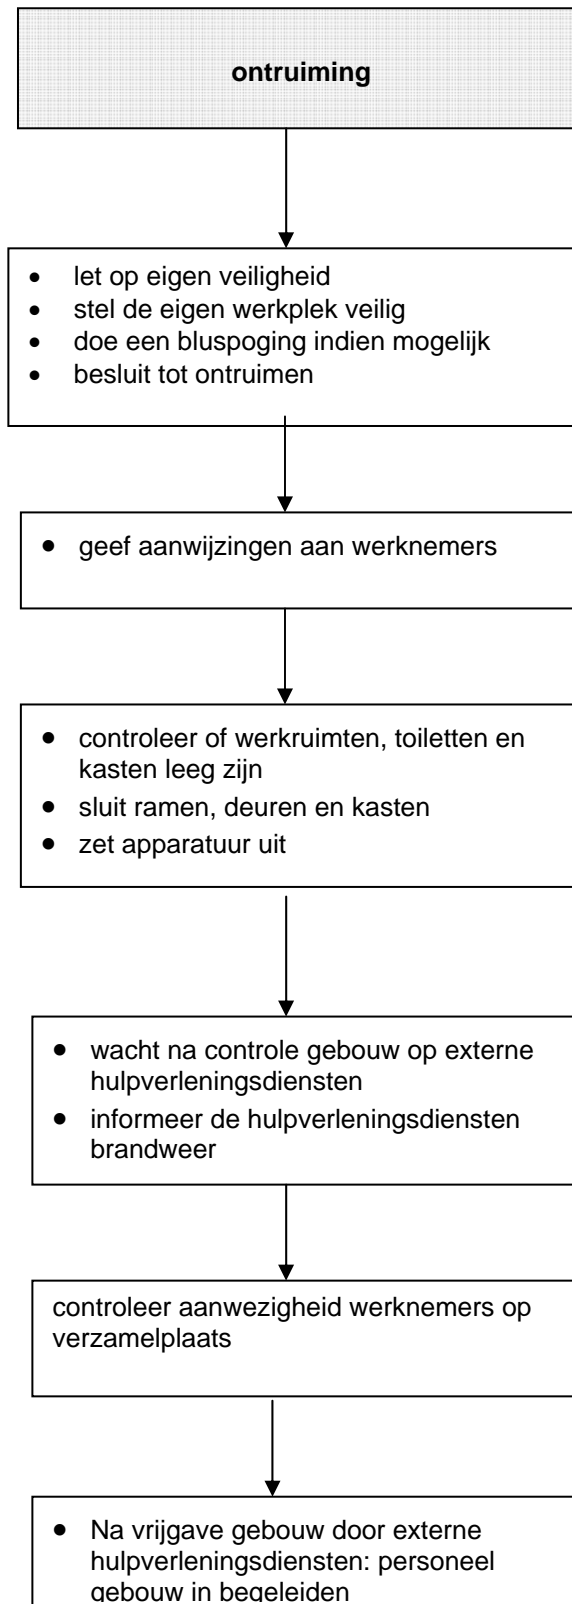 ontruiming
• let op eigen veiligheid
• stel de eigen werkplek veilig
• doe een bluspoging indien mogelijk
• besluit tot ontruimen
• geef aanwijzingen aan werknemers
• controleer of werkruimten, toiletten en
kasten leeg zijn
• sluit ramen, deuren en kasten
• zet apparatuur uit
• wacht na controle gebouw op externe
hulpverleningsdiensten
• informeer de hulpverleningsdiensten
brandweer
controleer aanwezigheid werknemers op
verzamelplaats
• Na vrijgave gebouw door externe
hulpverleningsdiensten: personeel
gebouw in begeleiden